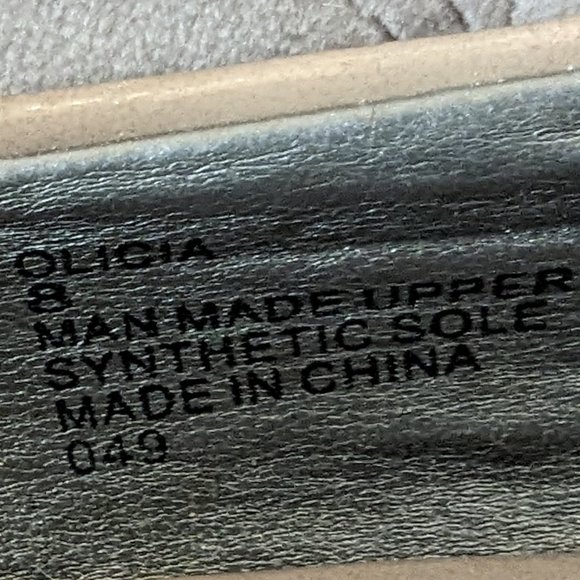 OLICIA
8
MAN MADE UPPER
SYNTHETIC SOLE
MADE IN CHINA
049